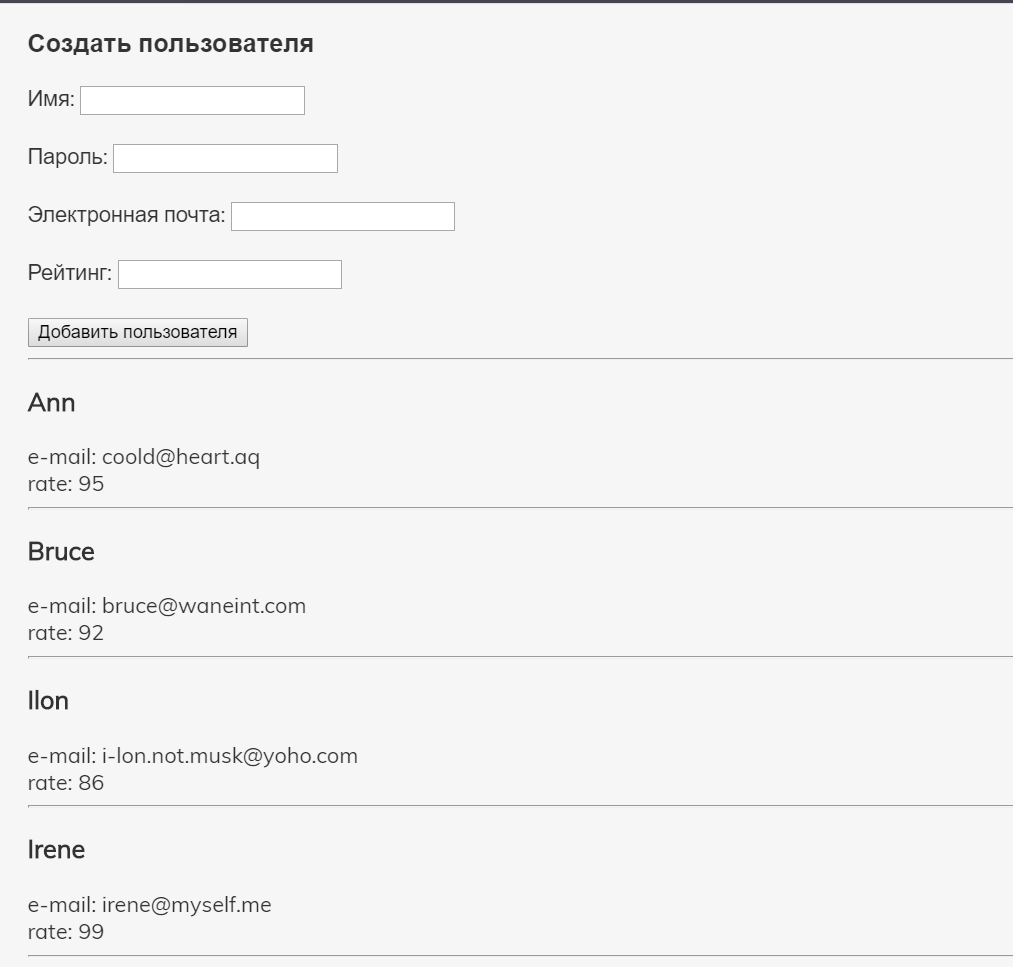 Создать пользователя
Имя:
Пароль:
Электронная почта:
Рейтинг:
Добавить пользователя
Ann
e-mail: coold@heart.aq
rate: 95
Bruce
e-mail: bruce@waneint.com
rate: 92
Ilon
e-mail: i-lon.not.musk@yoho.com
rate: 86
Irene
e-mail: irene@myself.me
rate: 99